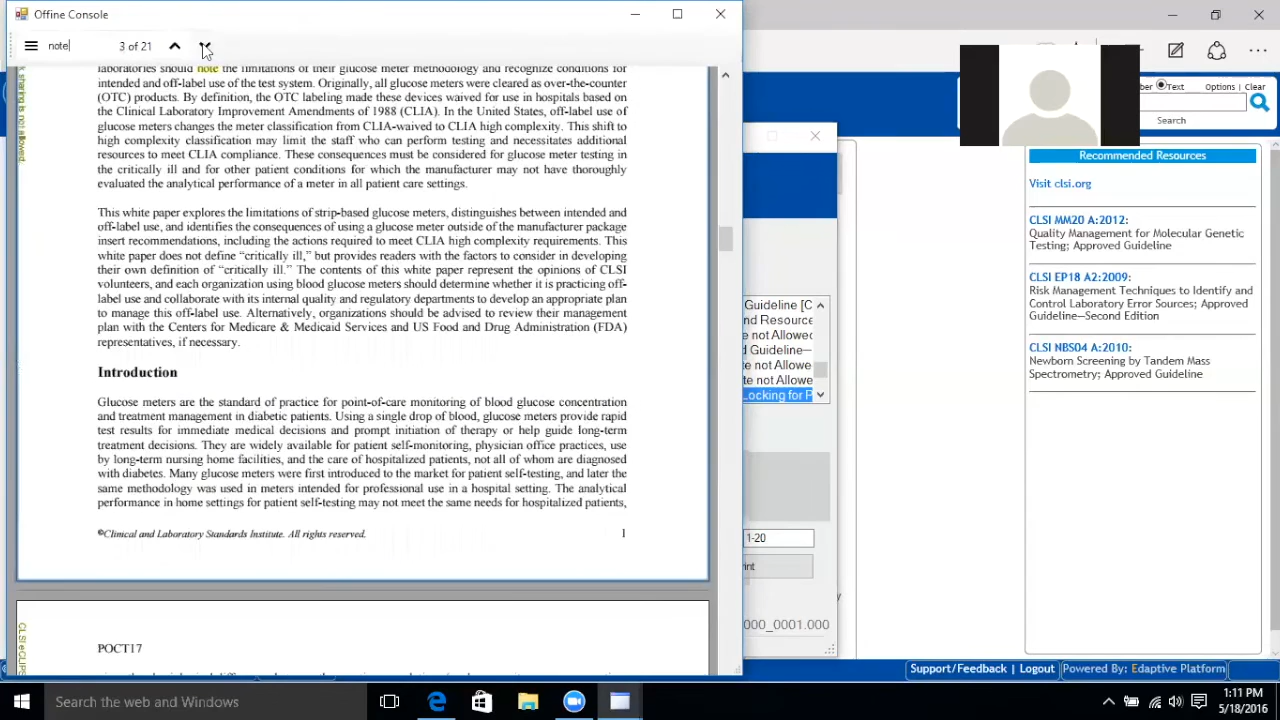 Offine Console
note
3 of 21
k sharing is not allowed.
laboratories should note the limitations of their glucose meter methodology and recognize conditions for
intended and off-label use of the test system. Originally, all glucose meters were cleared as over-the-counter
(OTC) products. By definition, the OTC labeling made these devices waived for use in hospitals based on
the Clinical Laboratory Improvement Amendments of 1988 (CLIA). In the United States, off-label use of
glucose meters changes the meter classification from CLIA-waived to CLIA high complexity. This shift to
high complexity classification may limit the staff who can perform testing and necessitates additional
resources to meet CLIA compliance. These consequences must be considered for glucose meter testing in
the critically ill and for other patient conditions for which the manufacturer may not have thoroughly
evaluated the analytical performance of a meter in all patient care settings.
This white paper explores the limitations of strip-based glucose meters, distinguishes between intended and
off-label use, and identifies the consequences of using a glucose meter outside of the manufacturer package
insert recommendations, including the actions required to meet CLIA high complexity requirements. This
white paper does not define “critically ill,” but provides readers with the factors to consider in developing
their own definition of “critically ill.” The contents of this white paper represent the opinions of CLSI
volunteers, and each organization using blood glucose meters should determine whether it is practicing off-
label use and collaborate with its internal quality and regulatory departments to develop an appropriate plan
to manage this off-label use. Alternatively, organizations should be advised to review their management
plan with the Centers for Medicare & Medicaid Services and US Food and Drug Administration (FDA)
representatives, if necessary.
Introduction
Glucose meters are the standard of practice for point-of-care monitoring of blood glucose concentration
and treatment management in diabetic patients. Using a single drop of blood, glucose meters provide rapid
test results for immediate medical decisions and prompt initiation of therapy or help guide long-term
treatment decisions. They are widely available for patient self-monitoring, physician office practices, use
by long-term nursing home facilities, and the care of hospitalized patients, not all of whom are diagnosed
with diabetes. Many glucose meters were first introduced to the market for patient self-testing, and later the
same methodology was used in meters intended for professional use in a hospital setting. The analytical
performance in home settings for patient self-testing may not meet the same needs for hospitalized patients,
©Clinical and Laboratory Standards Institute. All rights reserved.
1
CLSI eCLIPS
POCT17
Guideline [C
nd Resource
te not Allowed
d Guideline—
te not Allowe
te not Allowe
Locking for P
1-20
int
y
000_0001.000
ber Text
Options | Clear
Search
Recommended Resources
Visit clsi.org
CLSI MM20 A:2012:
Quality Management for Molecular Genetic
Testing; Approved Guideline
CLSI EP18 A2:2009:
Risk Management Techniques to Identify and
Control Laboratory Error Sources; Approved
Guideline—Second Edition
CLSI NBS04 A:2010:
Newborn Screening by Tandem Mass
Spectrometry; Approved Guideline
Support/Feedback | Logout
Powered By: Edaptive Platform
Search the web and Windows
1:11 PM
5/18/2016